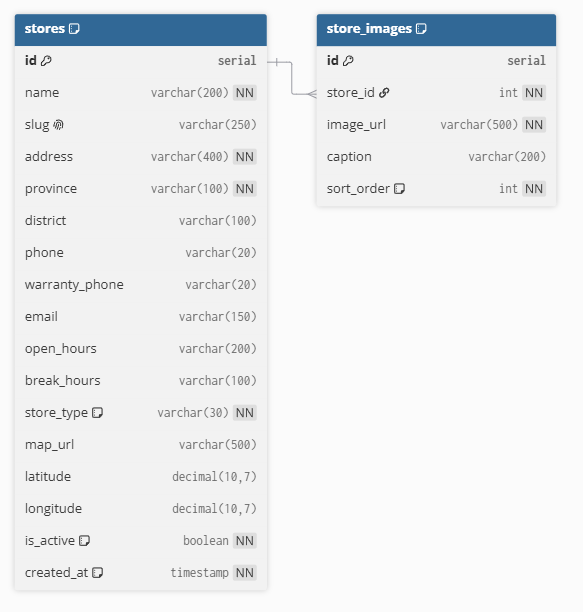 stores
id serial
name varchar(200) NN
slug varchar(250)
address varchar(400) NN
province varchar(100) NN
district varchar(100)
phone varchar(20)
warranty_phone varchar(20)
email varchar(150)
open_hours varchar(200)
break_hours varchar(100)
store_type varchar(30) NN
map_url varchar(500)
latitude decimal(10,7)
longitude decimal(10,7)
is_active boolean NN
created_at timestamp NN
store_images
id serial
store_id int NN
image_url varchar(500) NN
caption varchar(200)
sort_order int NN